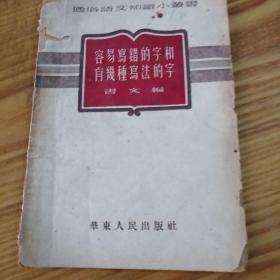 通俗語文知識小叢書
容易寫錯的字和
有幾種寫法的字
書文編
華東人民出版社